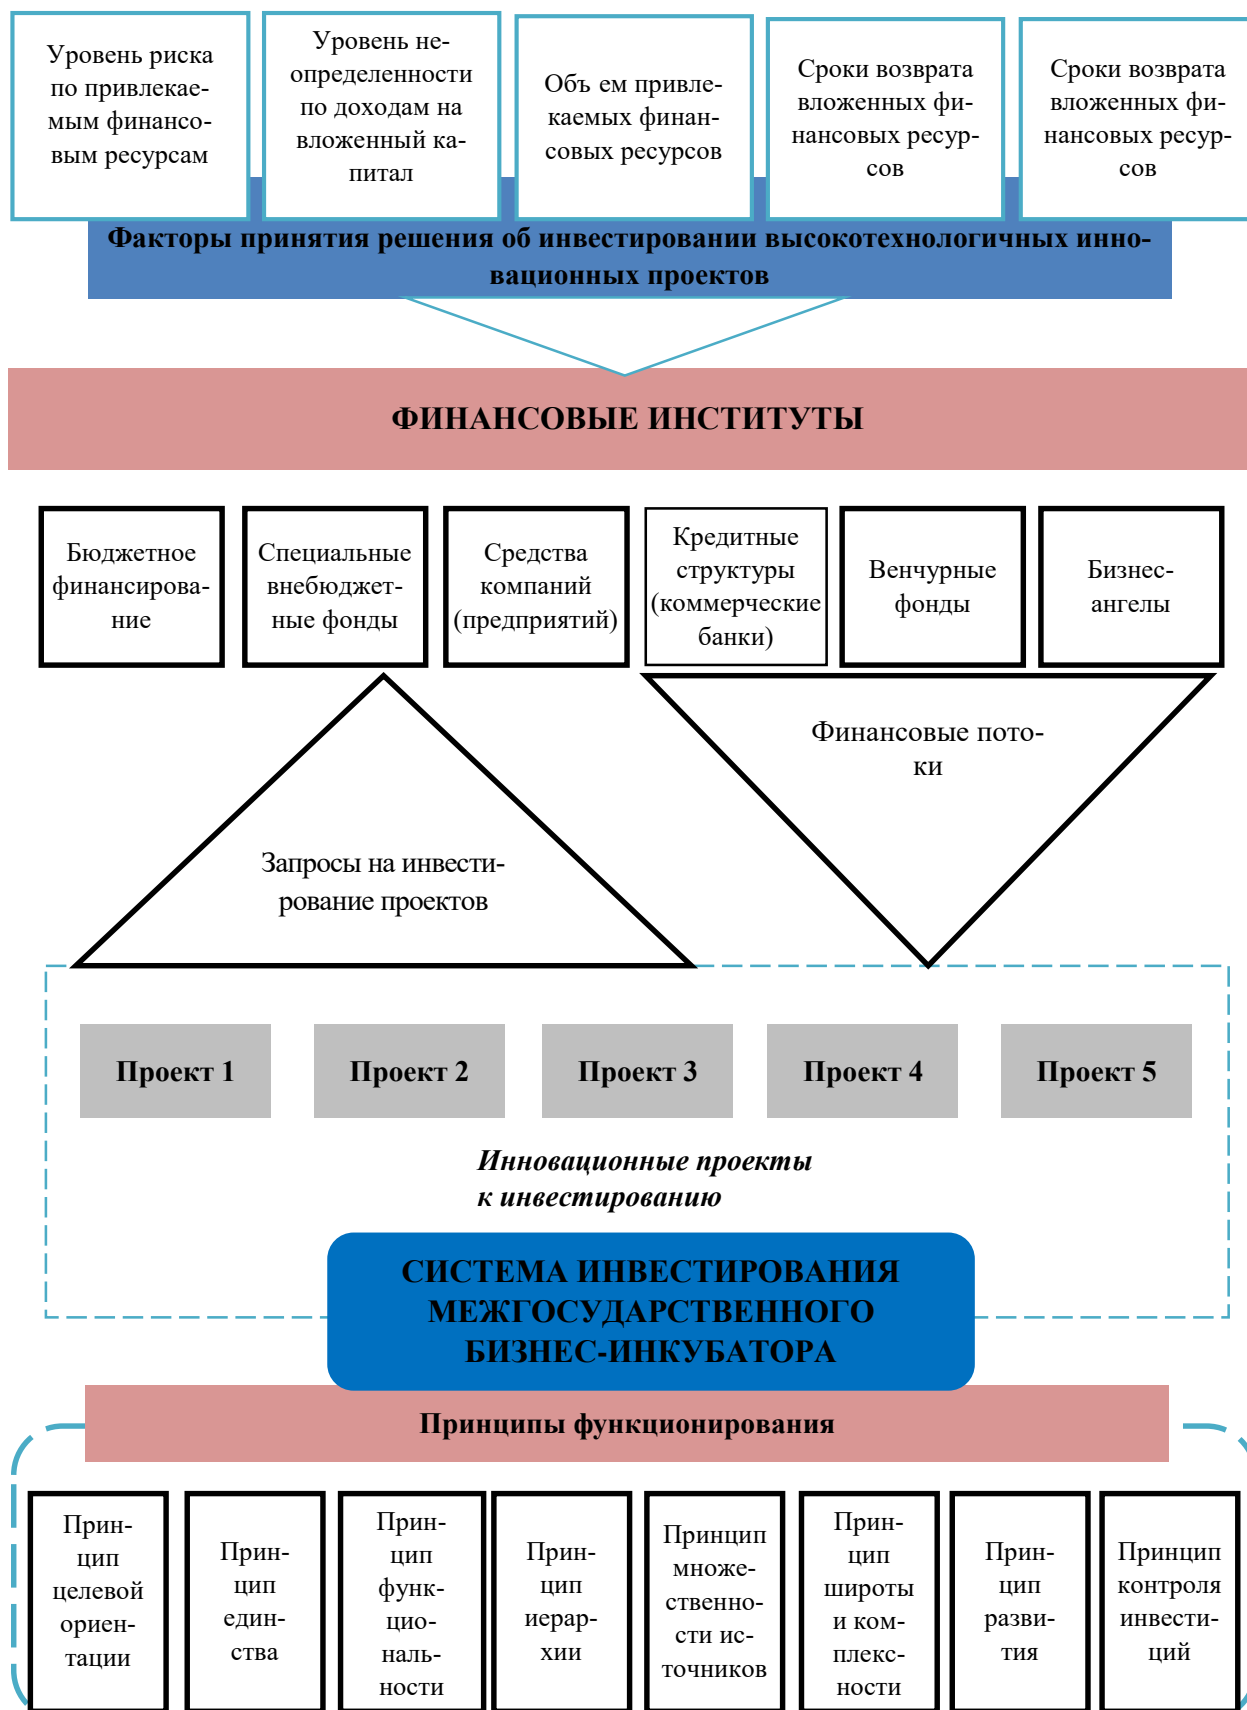 Уровень риска
по привлекае-
мым финансо-
вым ресурсам
Уровень не-
определенности
по доходам на
вложенный ка-
питал
Объ ем привле-
каемых финан-
совых ресурсов
Сроки возврата
вложенных фи-
нансовых ресур-
сов
Сроки возврата
вложенных фи-
нансовых ресур-
сов
Факторы принятия решения об инвестировании высокотехнологичных инно-
вационных проектов
ФИНАНСОВЫЕ ИНСТИТУТЫ
Бюджетное
финансирова-
ние
Специальные
внебюджет-
ные фонды
Средства
компаний
(предприятий)
Кредитные
структуры
(коммерческие
банки)
Венчурные
фонды
Бизнес-
ангелы
Финансовые пото-
ки
Запросы на инвести-
рование проектов
Проект 1
Проект 2
Проект 3
Проект 4
Проект 5
Инновационные проекты
к инвестированию
СИСТЕМА ИНВЕСТИРОВАНИЯ
МЕЖГОСУДАРСТВЕННОГО
БИЗНЕС-ИНКУБАТОРА
Принципы функционирования
Прин-
цип
целевой
ориен-
тации
Прин-
цип
един-
ства
Прин-
цип
функ-
цио-
наль-
ности
Прин-
цип
иерар-
хии
Принцип
множе-
ственно-
сти ис-
точников
Прин-
цип
широты
и ком-
плекс-
ности
Прин-
цип
разви-
тия
Принцип
контроля
инвести-
ций